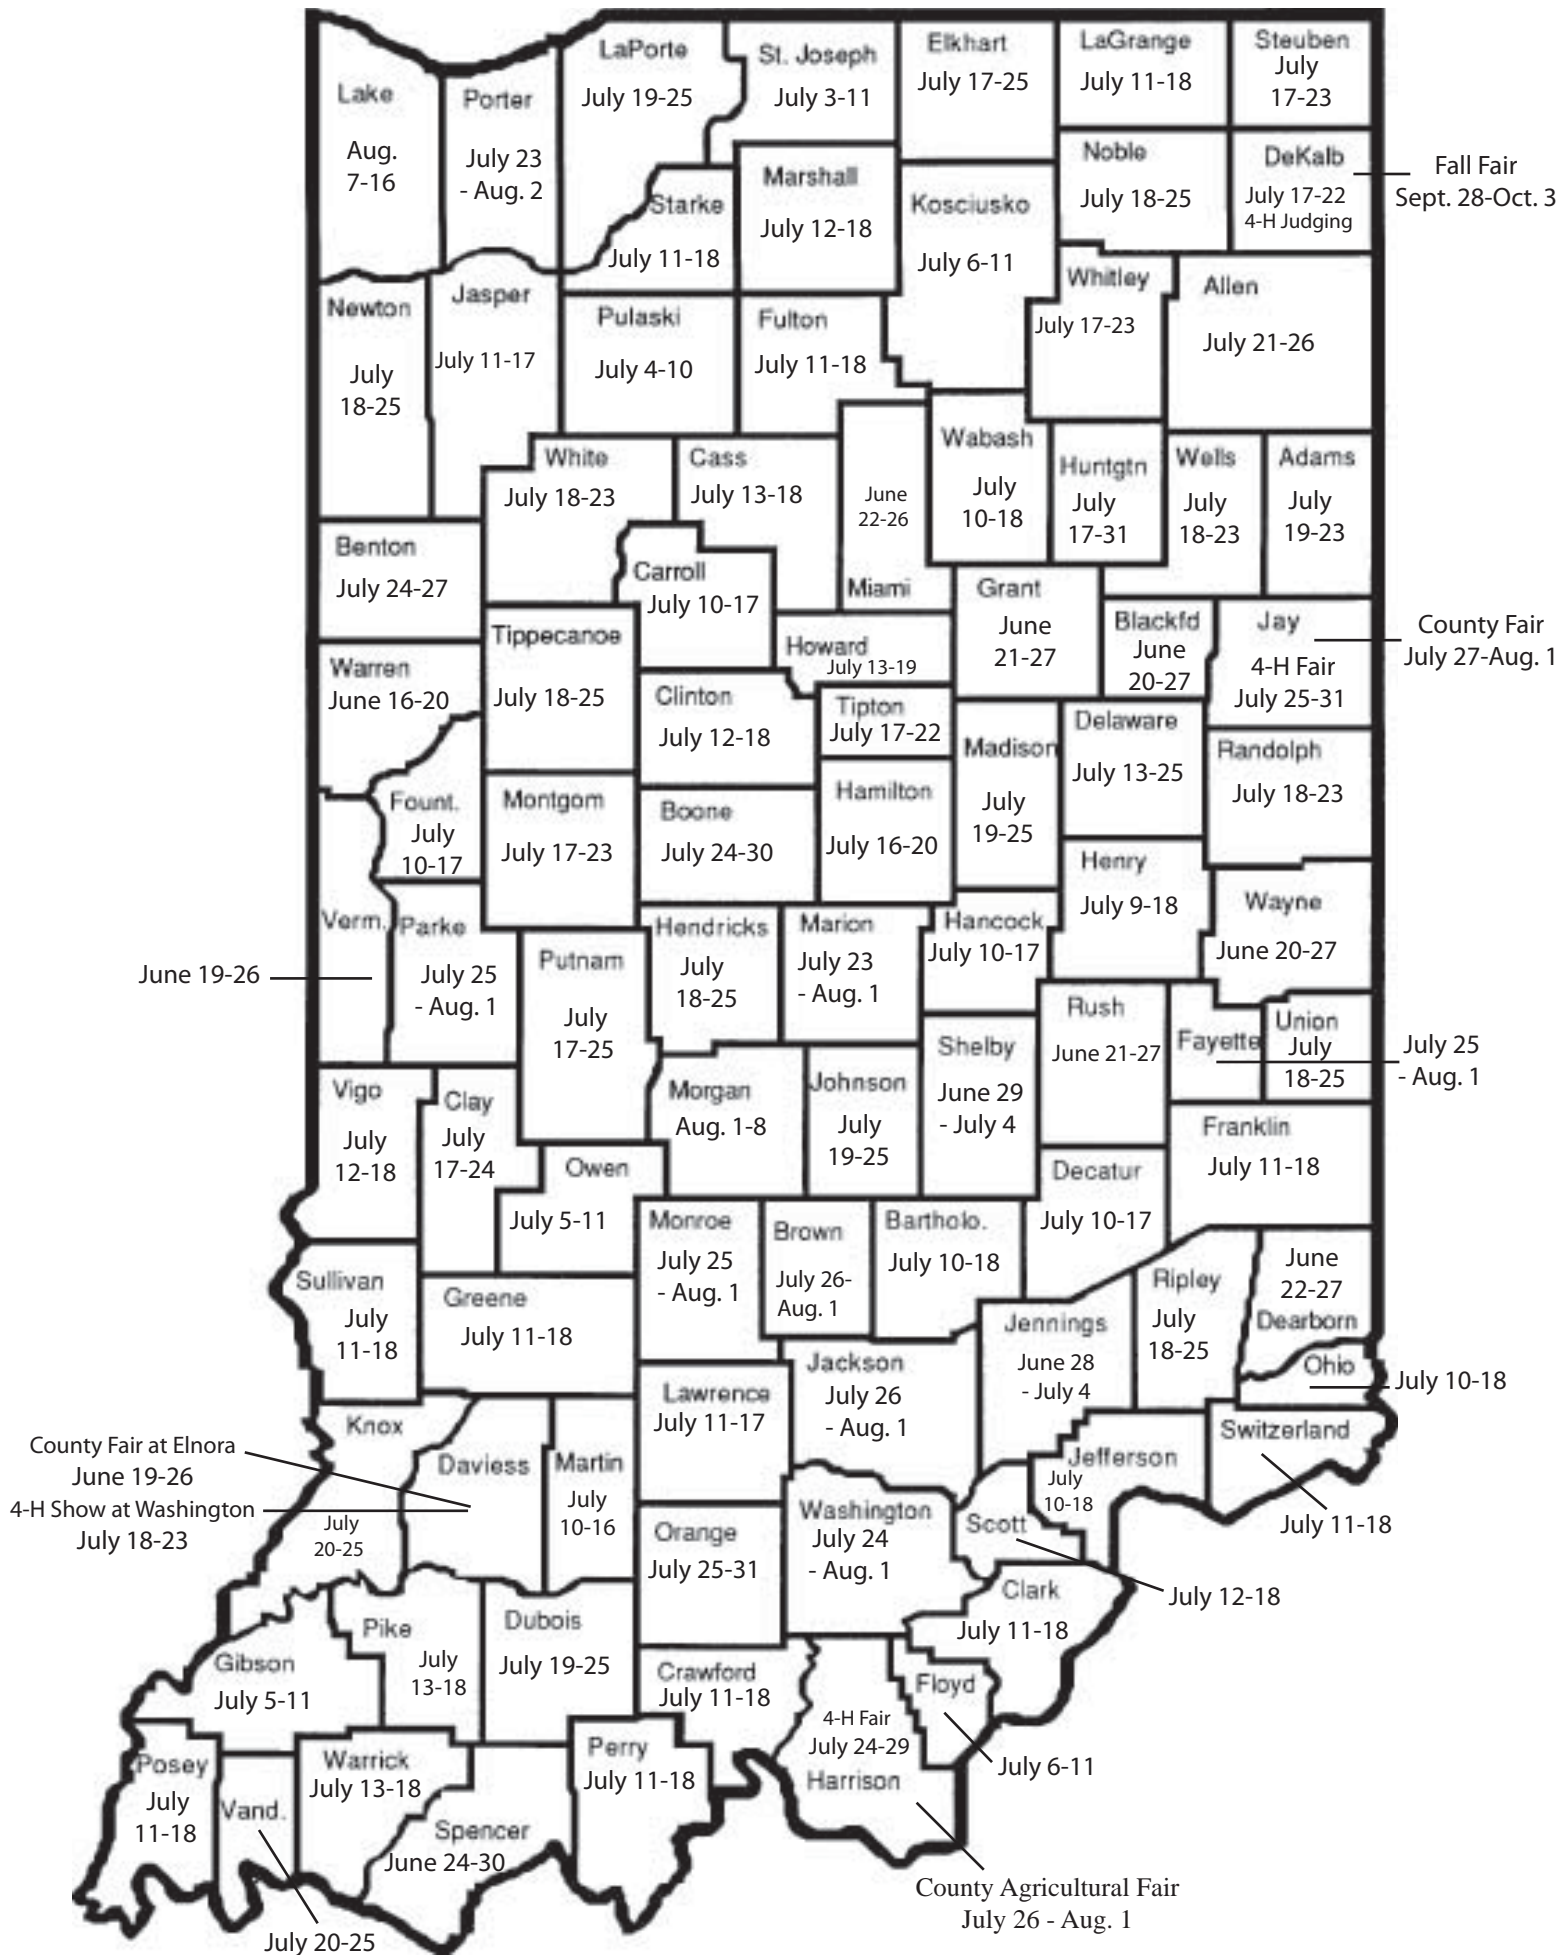 LaPorte
July 19-25
St. Joseph
July 3-11
Elkhart
July 17-25
LaGrange
July 11-18
Steuben
July
17-23
Lake
Aug.
7-16
Porter
July 23
- Aug. 2
Starke
July 11-18
Marshall
July 12-18
Kosciusko
July 6-11
Noble
July 18-25
DeKalb
July 17-22
4-H Judging
Fall Fair
Sept. 28-Oct. 3
Newton
July
18-25
Jasper
July 11-17
Pulaski
July 4-10
Fulton
July 11-18
Whitley
July 17-23
Allen
July 21-26
White
July 18-23
Cass
July 13-18
June
22-26
Miami
Wabash
July
10-18
Huntgtn
July
17-31
Wells
July
18-23
Adams
July
19-23
Benton
July 24-27
Carroll
July 10-17
Grant
June
21-27
Blackfd
June
20-27
Jay
4-H Fair
July 25-31
County Fair
July 27-Aug. 1
Warren
June 16-20
Tippecanoe
July 18-25
Howard
July 13-19
Clinton
July 12-18
Tipton
July 17-22
Madison
July
19-25
Delaware
July 13-25
Randolph
July 18-23
Fount.
July
10-17
Montgom
July 17-23
Boone
July 24-30
Hamilton
July 16-20
Henry
July 9-18
Wayne
June 20-27
Verm.
June 19-26
Parke
July 25
- Aug. 1
Putnam
July
17-25
Hendricks
July
18-25
Marion
July 23
- Aug. 1
Hancock
July 10-17
Rush
June 21-27
Fayette
July 25
- Aug. 1
Union
July
18-25
Shelby
June 29
- July 4
Vigo
July
12-18
Clay
July
17-24
Morgan
Aug. 1-8
Johnson
July
19-25
Franklin
July 11-18
Owen
July 5-11
Decatur
July 10-17
Monroe
July 25
- Aug. 1
Brown
July 26-
Aug. 1
Bartholo.
July 10-18
Sullivan
July
11-18
Greene
July 11-18
Jennings
June 28
- July 4
Ripley
July
18-25
June
22-27
Dearborn
Ohio
July 10-18
Jackson
July 26
- Aug. 1
Lawrence
July 11-17
Knox
July
20-25
County Fair at Elnora
June 19-26
4-H Show at Washington
July 18-23
Daviess
Martin
July
10-16
Jefferson
July
10-18
Switzerland
July 11-18
Orange
July 25-31
Washington
July 24
- Aug. 1
Scott
July 12-18
Clark
July 11-18
Gibson
July 5-11
Pike
July
13-18
Dubois
July 19-25
Crawford
July 11-18
4-H Fair
July 24-29
Harrison
Floyd
July 6-11
Posey
July
11-18
Vand.
July 20-25
Warrick
July 13-18
Spencer
June 24-30
Perry
July 11-18
County Agricultural Fair
July 26 - Aug. 1